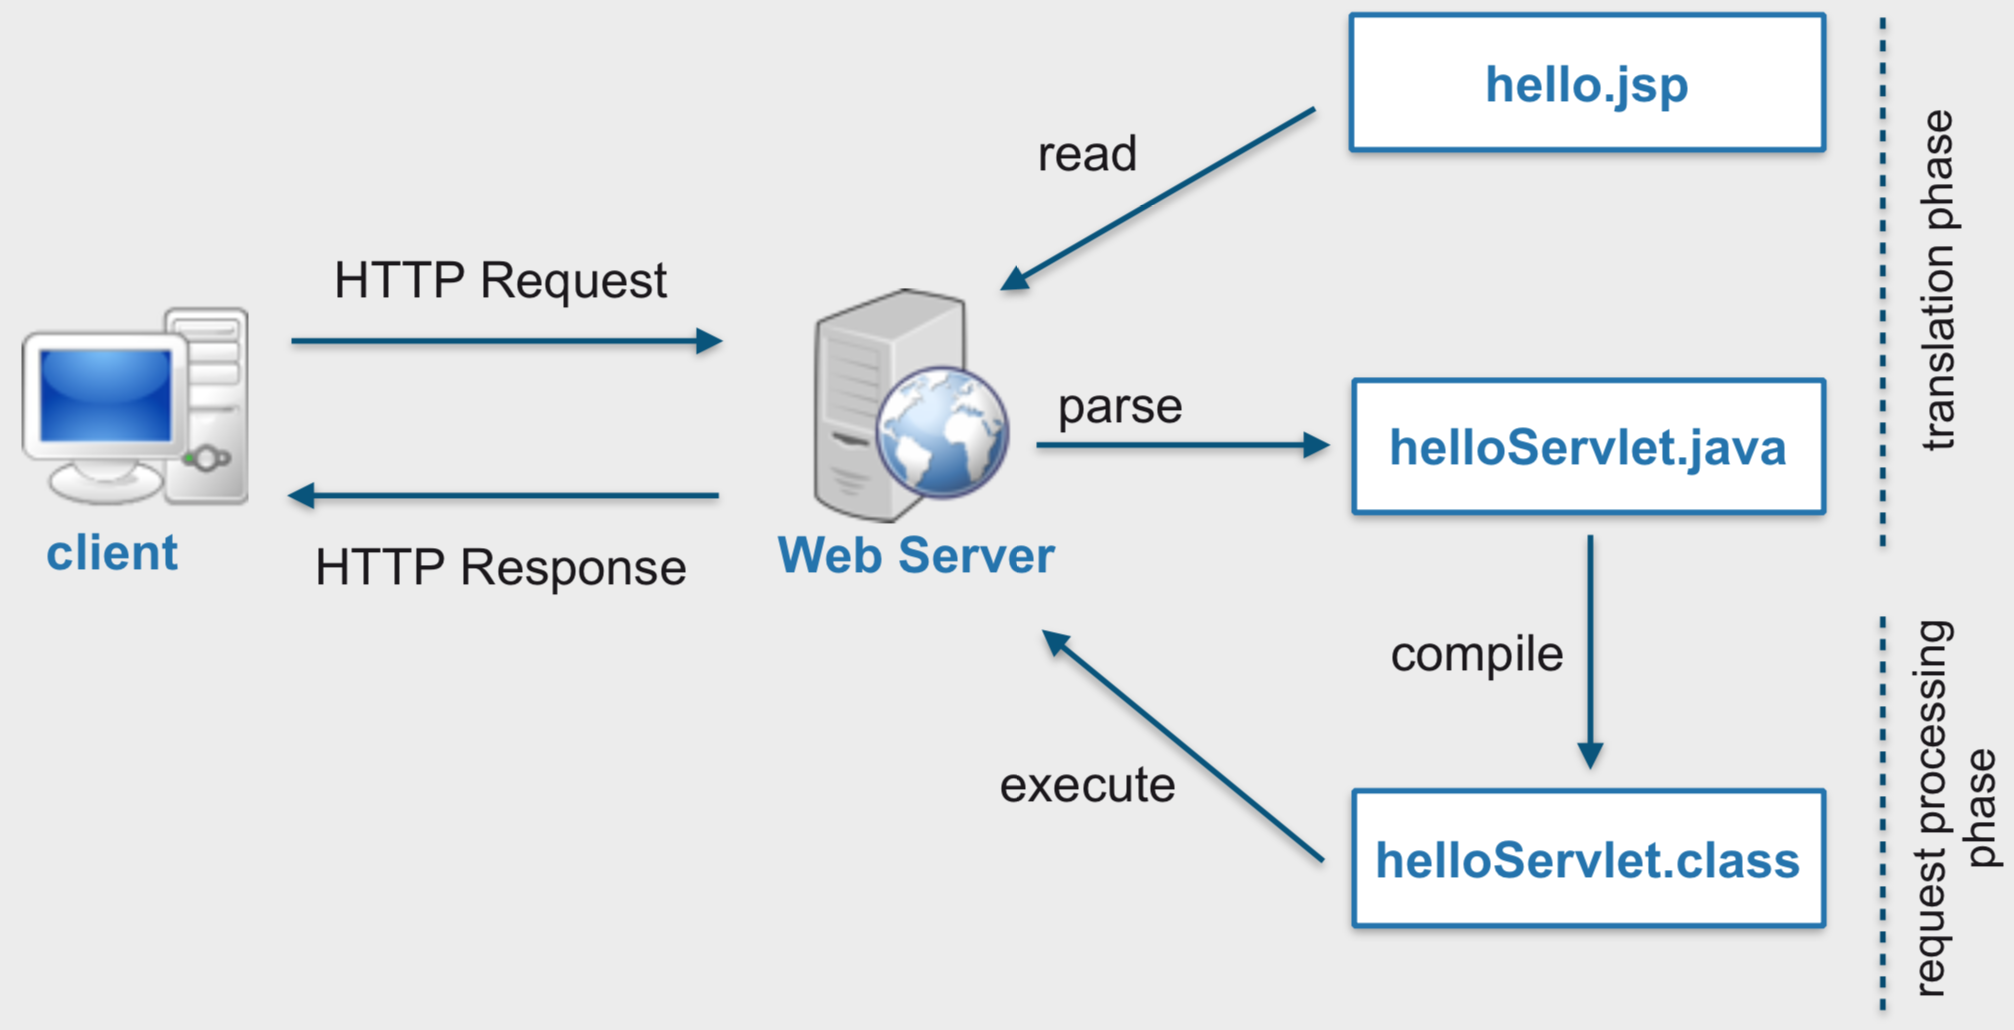 hello.jsp
read
HTTP Request
parse
helloServlet.java
client
HTTP Response
Web Server
compile
execute
helloServlet.class
translation phase
request processing
phase